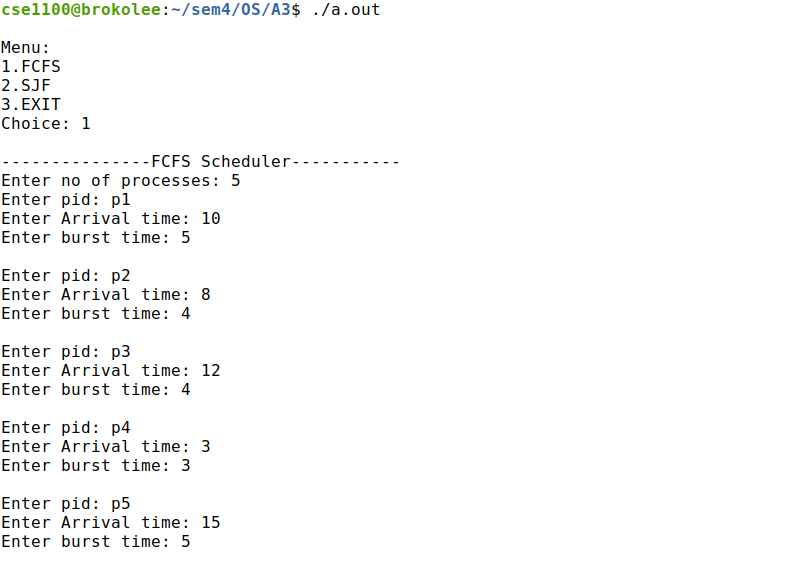 cse1100@brokolee:~/sem4/OS/A3$ ./a.out
Menu:
1.FCFS
2.SJF
3.EXIT
Choice: 1
---------------FCFS Scheduler-----------
Enter no of processes: 5
Enter pid: p1
Enter Arrival time: 10
Enter burst time: 5
Enter pid: p2
Enter Arrival time: 8
Enter burst time: 4
Enter pid: p3
Enter Arrival time: 12
Enter burst time: 4
Enter pid: p4
Enter Arrival time: 3
Enter burst time: 3
Enter pid: p5
Enter Arrival time: 15
Enter burst time: 5